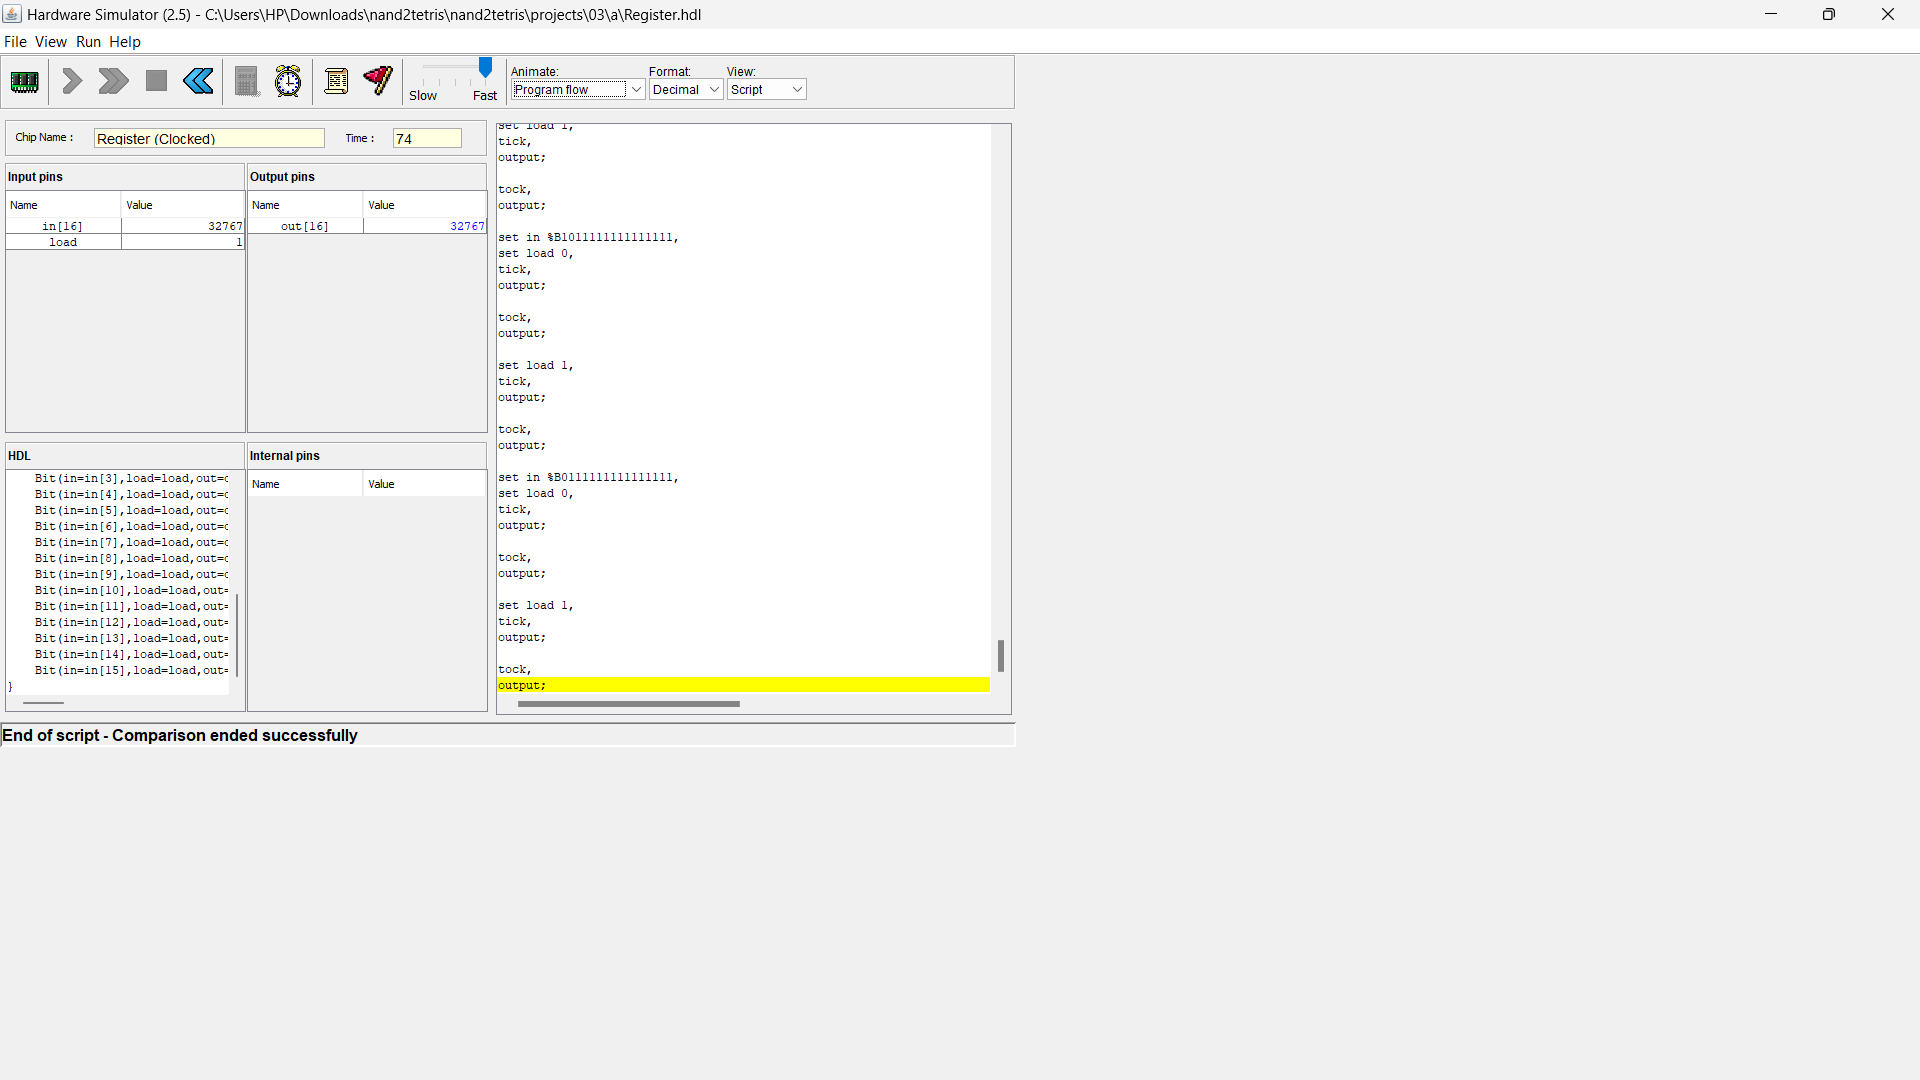 Hardware Simulator (2.5) - C:\Users\HP\Downloads\nand2tetris\nand2tetris\projects\03\a\Register.hdl
File View Run Help
Slow Fast
Animate: Format: View:
Program flow Decimal Script
Chip Name : Register (Clocked) Time : 74
Input pins
Name Value
in[16] 32767
load 1
Output pins
Name Value
out[16] 32767
HDL
Bit(in=in[3],load=load,out=
Bit(in=in[4],load=load,out=
Bit(in=in[5],load=load,out=
Bit(in=in[6],load=load,out=
Bit(in=in[7],load=load,out=
Bit(in=in[8],load=load,out=
Bit(in=in[9],load=load,out=
Bit(in=in[10],load=load,out=
Bit(in=in[11],load=load,out=
Bit(in=in[12],load=load,out=
Bit(in=in[13],load=load,out=
Bit(in=in[14],load=load,out=
Bit(in=in[15],load=load,out=
}
Internal pins
Name Value
set load 1,
tick,
output;
tock,
output;
set in %B1011111111111111,
set load 0,
tick,
output;
tock,
output;
set load 1,
tick,
output;
tock,
output;
set in %B0111111111111111,
set load 0,
tick,
output;
tock,
output;
set load 1,
tick,
output;
tock,
output;
End of script - Comparison ended successfully